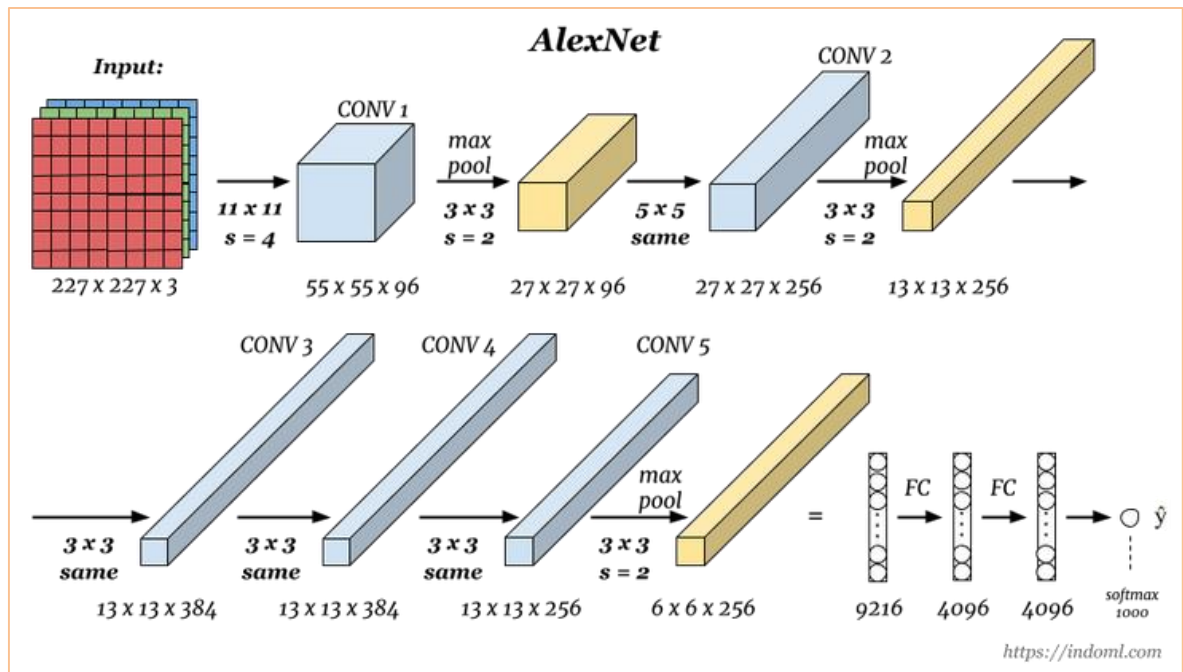 AlexNet
Input:
CONV 1
CONV 2
max
pool
max
pool
11 x 11
s = 4
3 x 3
s = 2
5 x 5
same
3 x 3
s = 2
227 x 227 x 3
55 x 55 x 96
27 x 27 x 96
27 x 27 x 256
13 x 13 x 256
CONV 3
CONV 4
CONV 5
max
pool
FC
FC
=
ŷ
3 x 3
same
3 x 3
same
3 x 3
same
3 x 3
s = 2
13 x 13 x 384
13 x 13 x 384
13 x 13 x 256
6 x 6 x 256
9216
4096
4096
softmax
1000
https://indoml.com